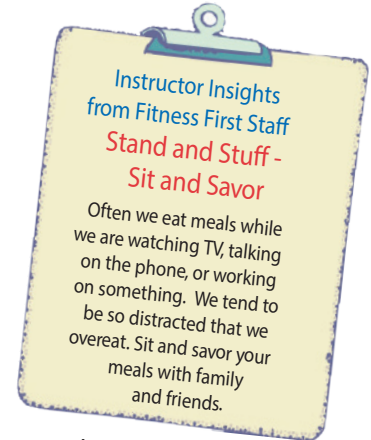 Instructor Insights
from Fitness First Staff
Stand and Stuff -
Sit and Savor
Often we eat meals while
we are watching TV, talking
on the phone, or working
on something. We tend to
be so distracted that we
overeat. Sit and savor your
meals with family
and friends.